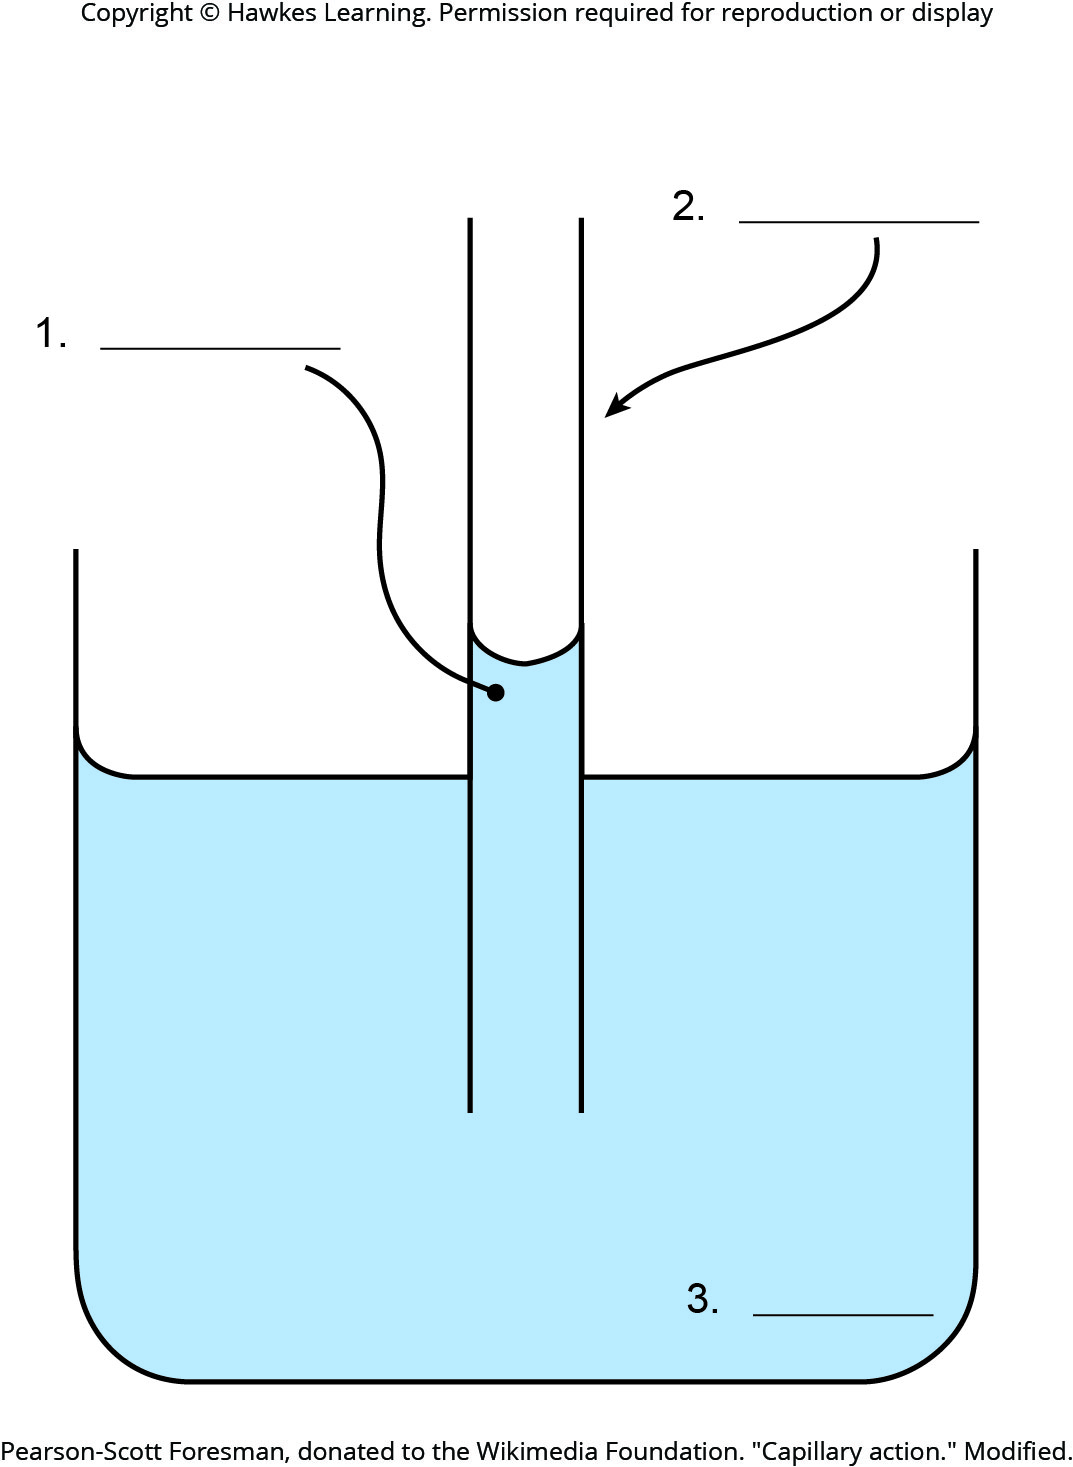 Copyright © Hawkes Learning. Permission required for reproduction or display
2.
1.
3.
Pearson-Scott Foresman, donated to the Wikimedia Foundation. "Capillary action." Modified.